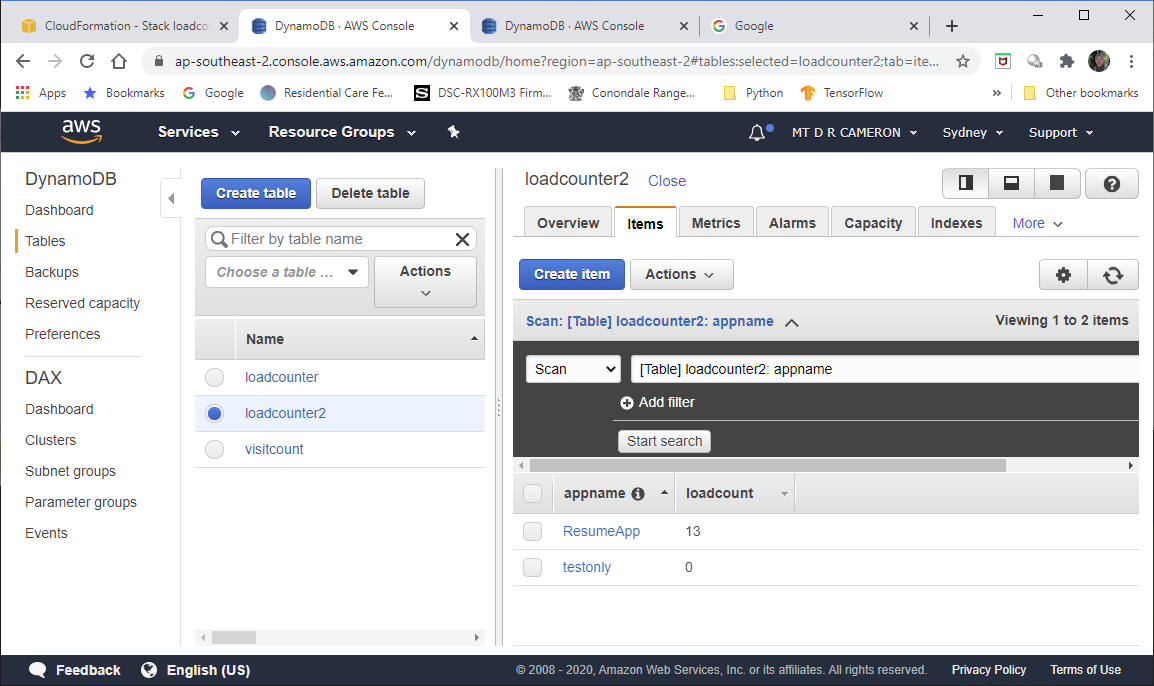 CloudFormation - Stack loadco
DynamoDB · AWS Console
DynamoDB · AWS Console
Google
ap-southeast-2.console.aws.amazon.com/dynamodb/home?region=ap-southeast-2#tables:selected=loadcounter2;tab=ite...
Apps
Bookmarks
Google
Residential Care Fe...
DSC-RX100M3 Firm...
Conondale Range...
Python
TensorFlow
»
Other bookmarks
aws
Services
Resource Groups
MT D R CAMERON
Sydney
Support
DynamoDB
Dashboard
Tables
Backups
Reserved capacity
Preferences
DAX
Dashboard
Clusters
Subnet groups
Parameter groups
Events
Create table
Delete table
Filter by table name
Choose a table ...
Actions
Name
loadcounter
loadcounter2
visitcount
loadcounter2
Close
Overview
Items
Metrics
Alarms
Capacity
Indexes
More
Create item
Actions
Scan: [Table] loadcounter2: appname
Viewing 1 to 2 items
Scan
[Table] loadcounter2: appname
Add filter
Start search
appname
loadcount
ResumeApp
13
testonly
0
Feedback
English (US)
© 2008 - 2020, Amazon Web Services, Inc. or its affiliates. All rights reserved.
Privacy Policy
Terms of Use